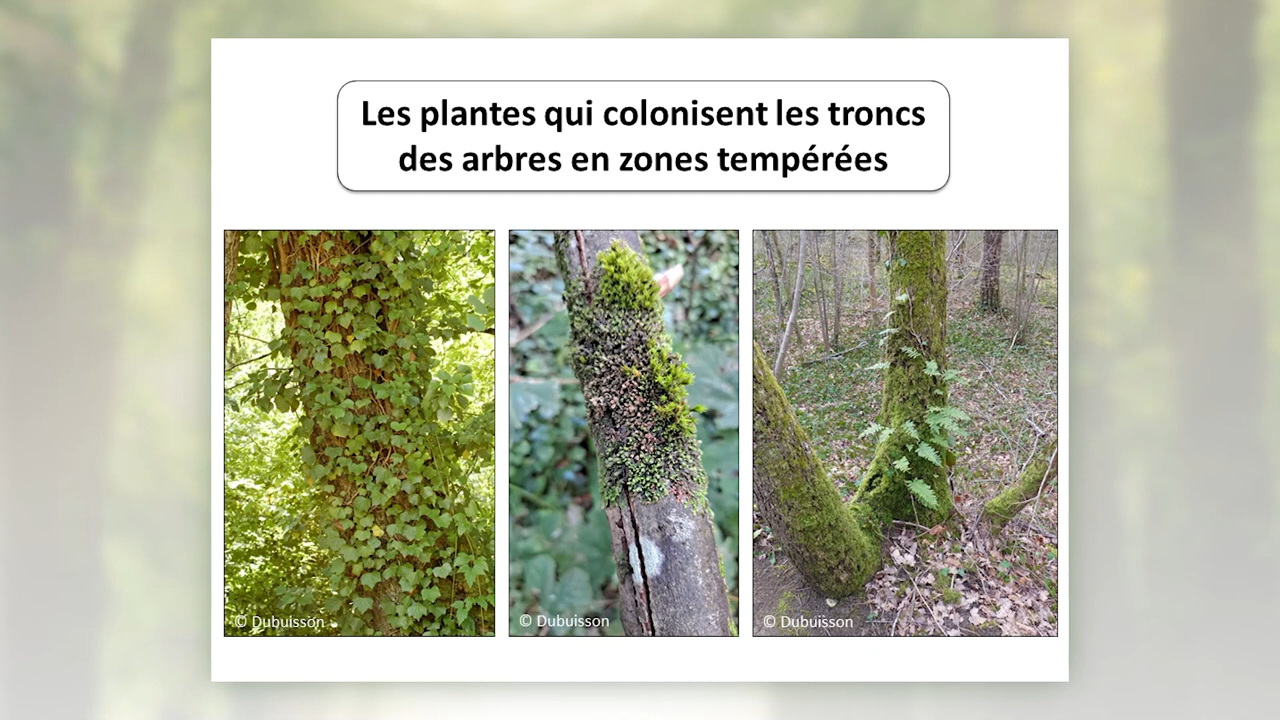 Les plantes qui colonisent les troncs
des arbres en zones tempérées
© Dubuisson
© Dubuisson
© Dubuisson